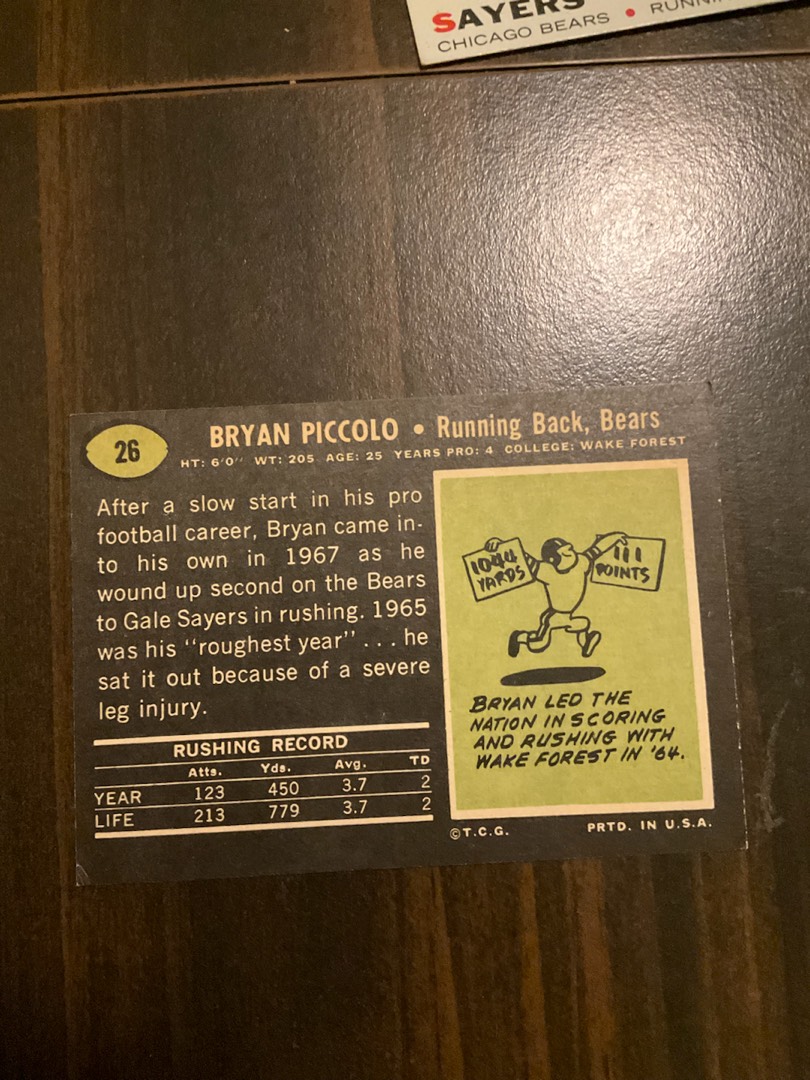 SAYERS
CHICAGO BEARS •
26
BRYAN PICCOLO • Running Back, Bears
HT: 6'0" WT: 205 AGE: 25 YEARS PRO: 4 COLLEGE: WAKE FOREST
After a slow start in his pro
football career, Bryan came in-
to his own in 1967 as he
wound up second on the Bears
to Gale Sayers in rushing. 1965
was his "roughest year" . . . he
sat it out because of a severe
leg injury.
RUSHING RECORD
Atts. Yds. Avg. TD
YEAR 123 450 3.7 2
LIFE 213 779 3.7 2
1044
YARDS
111
POINTS
BRYAN LED THE
NATION IN SCORING
AND RUSHING WITH
WAKE FOREST IN '64.
©T.C.G. PRTD. IN U.S.A.